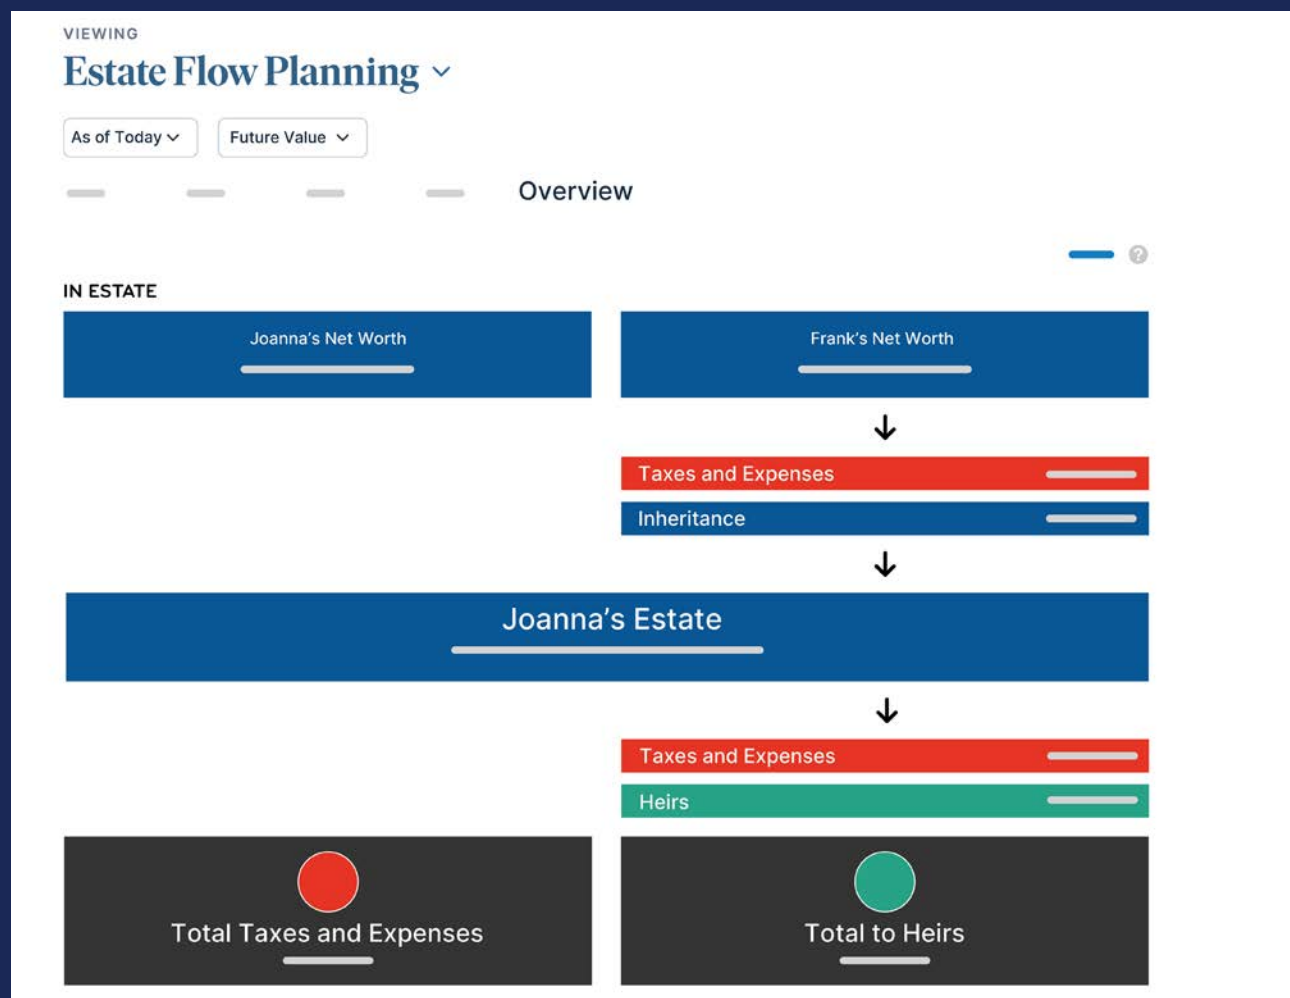 VIEWING
Estate Flow Planning
As of Today
Future Value
Overview
?
IN ESTATE
Joanna's Net Worth
Frank's Net Worth
Taxes and Expenses
Inheritance
Joanna's Estate
Taxes and Expenses
Heirs
Total Taxes and Expenses
Total to Heirs